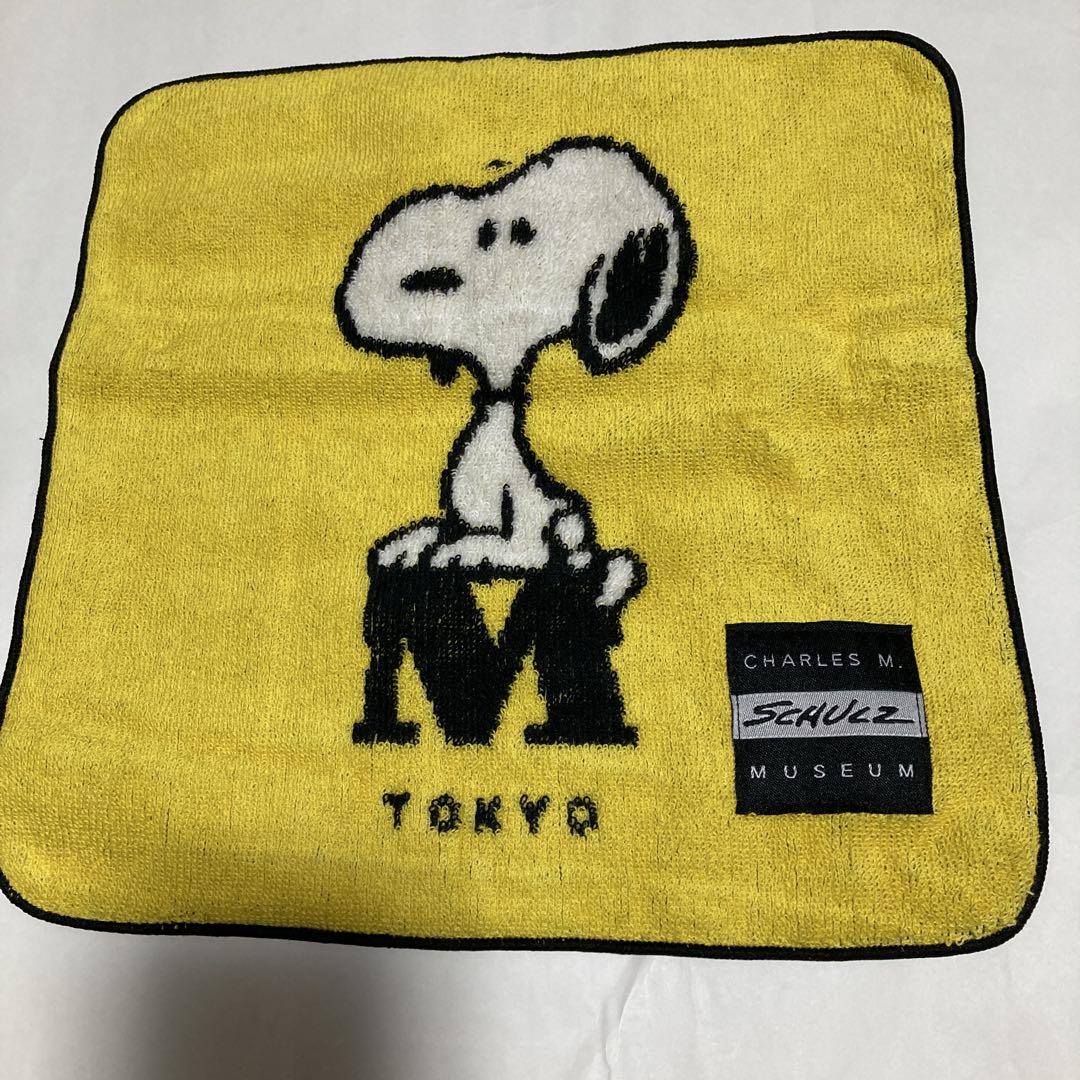 M
TOKYO
CHARLES M.
SCHULZ
MUSEUM